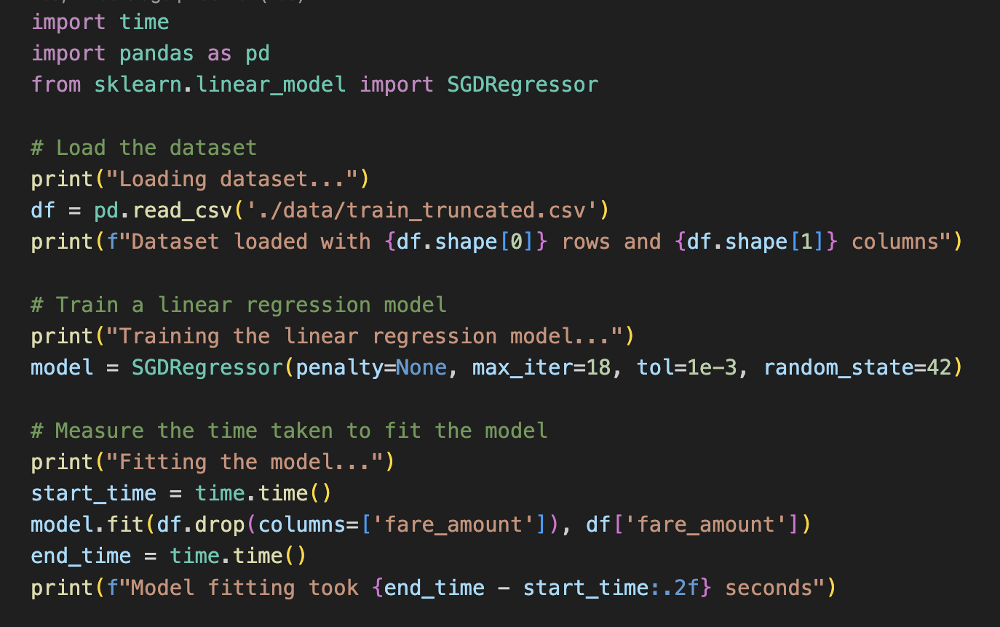 import time
import pandas as pd
from sklearn.linear_model import SGDRegressor

# Load the dataset
print("Loading dataset...")
df = pd.read_csv('./data/train_truncated.csv')
print(f"Dataset loaded with {df.shape[0]} rows and {df.shape[1]} columns")

# Train a linear regression model
print("Training the linear regression model...")
model = SGDRegressor(penalty=None, max_iter=18, tol=1e-3, random_state=42)

# Measure the time taken to fit the model
print("Fitting the model...")
start_time = time.time()
model.fit(df.drop(columns=['fare_amount']), df['fare_amount'])
end_time = time.time()
print(f"Model fitting took {end_time - start_time:.2f} seconds")